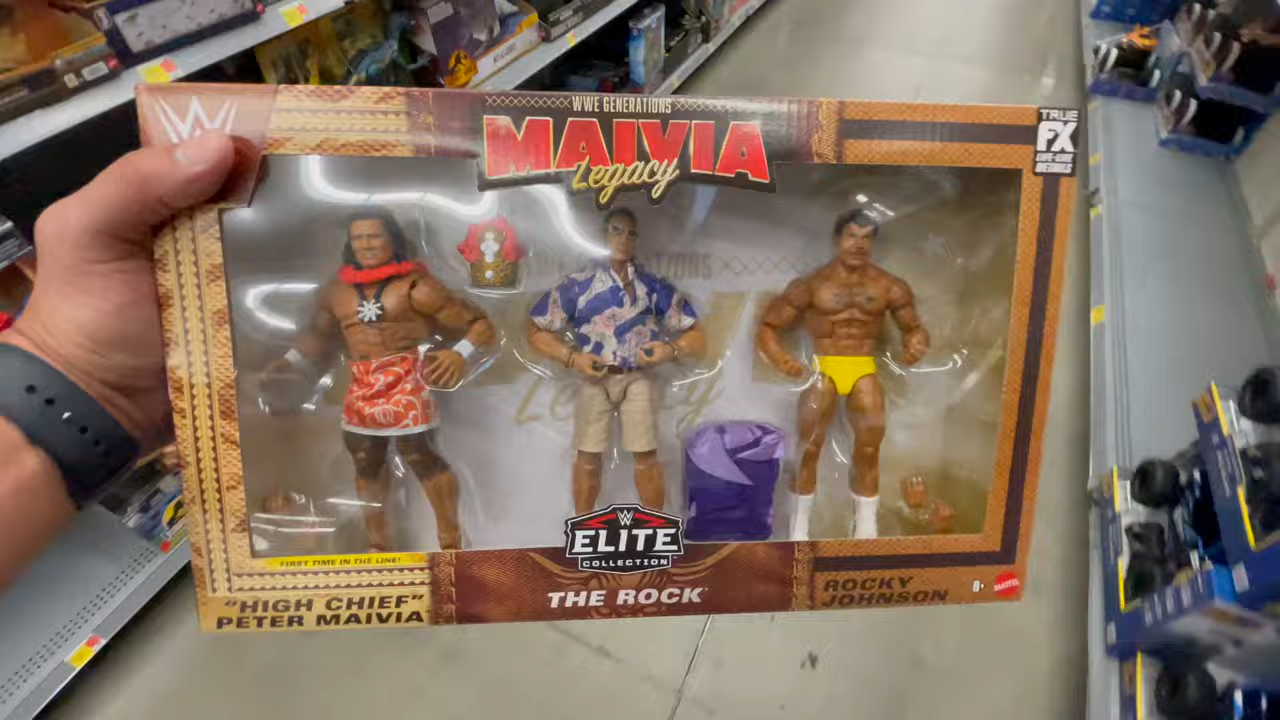 WWE GENERATIONS
MAIVIA
Legacy
TRUE
FX
LIFE-LIKE
DETAILS
W
ELITE
COLLECTION
FIRST TIME IN THE LINE!
"HIGH CHIEF"
PETER MAIVIA
THE ROCK
ROCKY
JOHNSON
8+
MATTEL